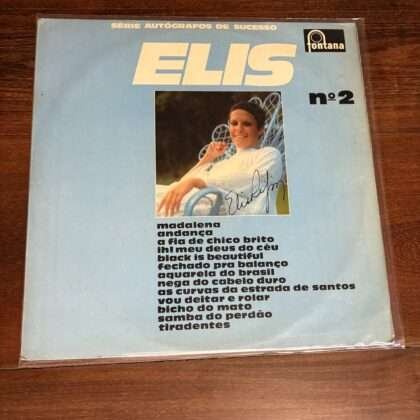 SÉRIE AUTÓGRAFOS DE SUCESSO
fontana
ELIS
nº2
Elis Regina
madalena
andança
a fia de chico brito
ih! meu deus do céu
black is beautiful
fechado pra balanço
aquarela do brasil
nega do cabelo duro
as curvas da estrada de santos
vou deitar e rolar
bicho do mato
samba do perdão
tiradentes